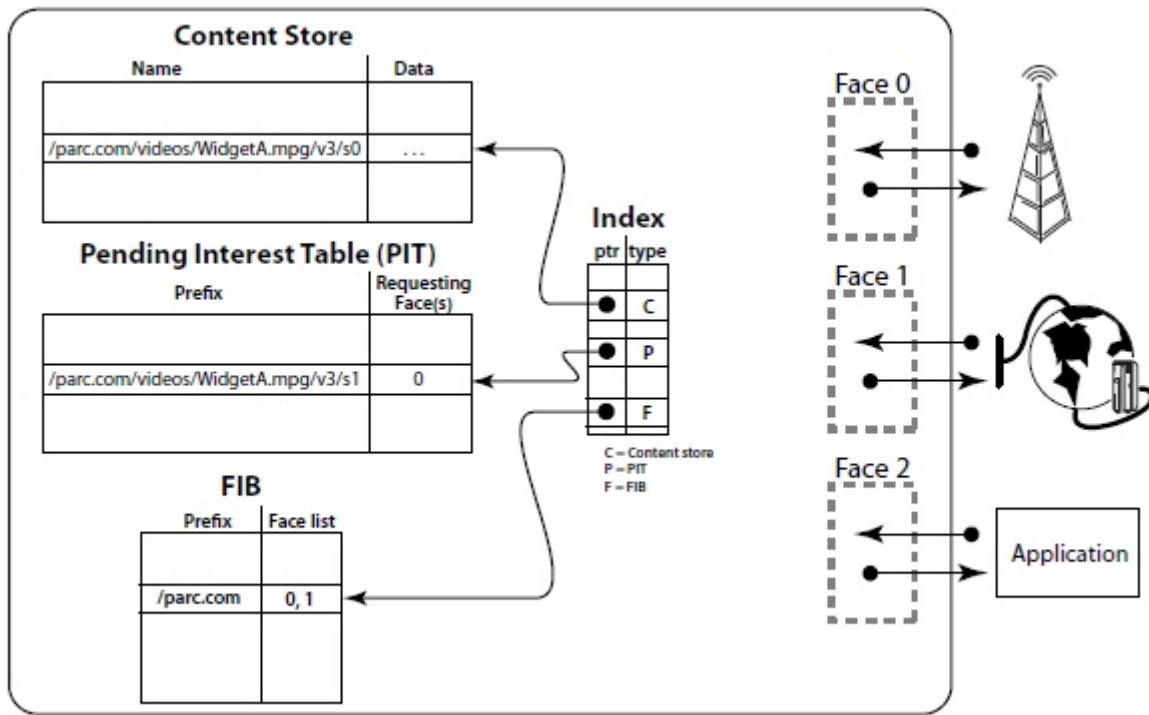 Content Store
Name Data
/parc.com/videos/WidgetA.mpg/v3/s0 ...
Pending Interest Table (PIT)
Prefix Requesting
Face(s)
/parc.com/videos/WidgetA.mpg/v3/s1 0
FIB
Prefix Face list
/parc.com 0, 1
Index
ptr type
C
P
F
C = Content store
P = PIT
F = FIB
Face 0
Face 1
Face 2
Application